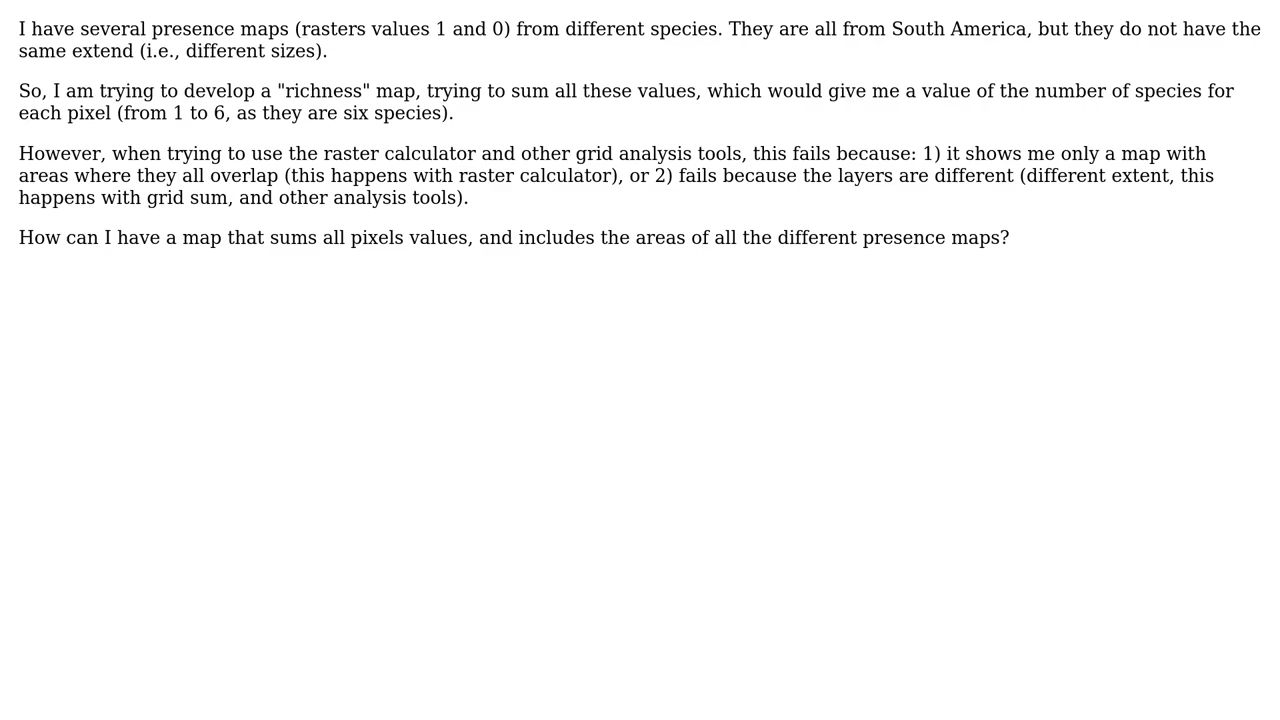 I have several presence maps (rasters values 1 and 0) from different species. They are all from South America, but they do not have the
same extend (i.e., different sizes).
So, I am trying to develop a "richness" map, trying to sum all these values, which would give me a value of the number of species for
each pixel (from 1 to 6, as they are six species).
However, when trying to use the raster calculator and other grid analysis tools, this fails because: 1) it shows me only a map with
areas where they all overlap (this happens with raster calculator), or 2) fails because the layers are different (different extent, this
happens with grid sum, and other analysis tools).
How can I have a map that sums all pixels values, and includes the areas of all the different presence maps?